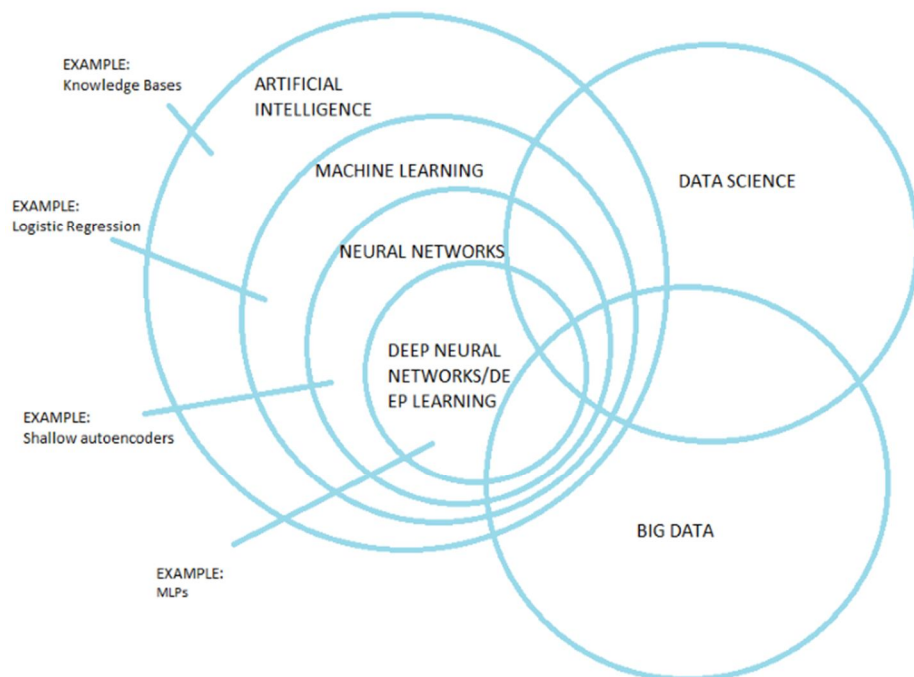 EXAMPLE:
Knowledge Bases
ARTIFICIAL
INTELLIGENCE
MACHINE LEARNING
DATA SCIENCE
EXAMPLE:
Logistic Regression
NEURAL NETWORKS
DEEP NEURAL
NETWORKS/DE
EP LEARNING
EXAMPLE:
Shallow autoencoders
BIG DATA
EXAMPLE:
MLPs